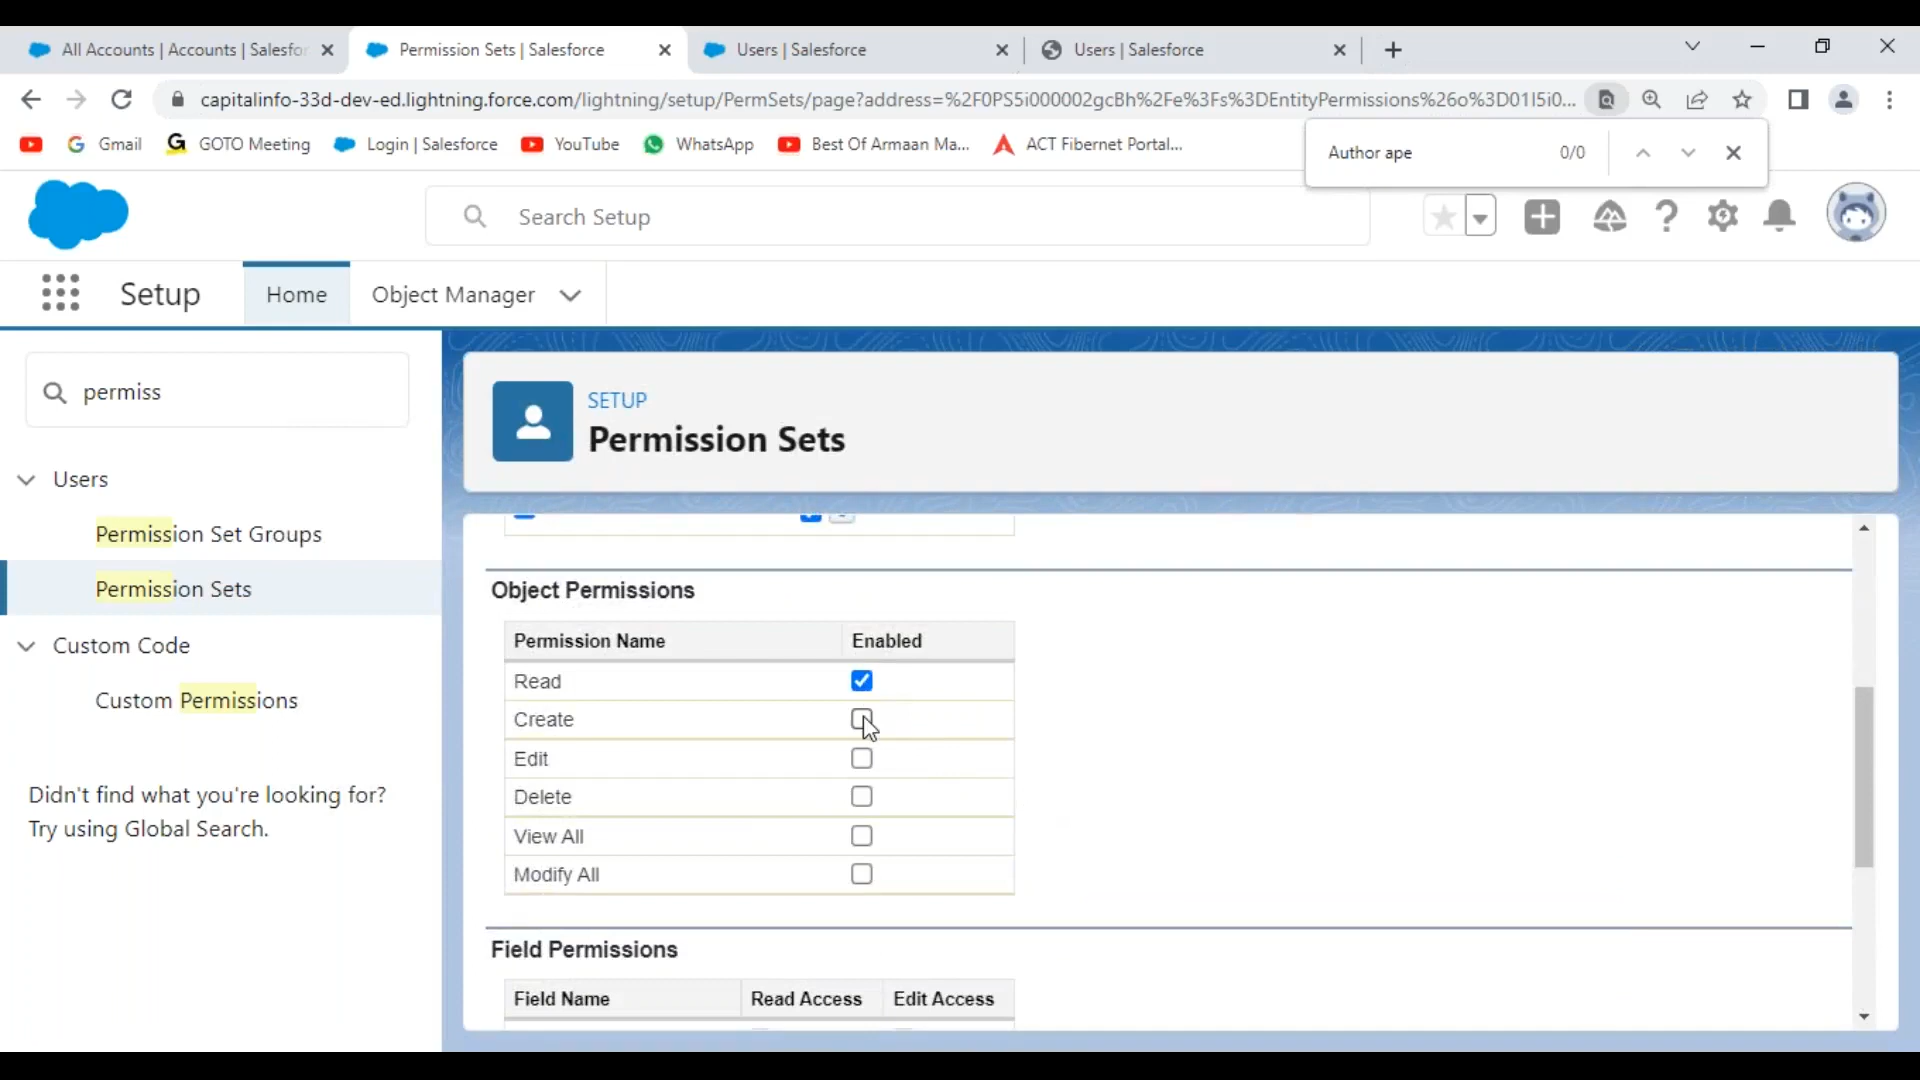 All Accounts | Accounts | Salesfor
Permission Sets | Salesforce
Users | Salesforce
Users | Salesforce
capitalinfo-33d-dev-ed.lightning.force.com/lightning/setup/PermSets/page?address=%2F0PS5i000002gcBh%2Fe%3Fs%3DEntityPermissions%26o%3D01I5i0...
Gmail
GOTO Meeting
Login | Salesforce
YouTube
WhatsApp
Best Of Armaan Ma...
ACT Fibernet Portal...
Author ape
0/0
Search Setup
Setup
Home
Object Manager
permiss
SETUP
Permission Sets
Users
Permission Set Groups
Permission Sets
Custom Code
Custom Permissions
Didn't find what you're looking for?
Try using Global Search.
Object Permissions
Permission Name Enabled
Read
Create
Edit
Delete
View All
Modify All
Field Permissions
Field Name Read Access Edit Access